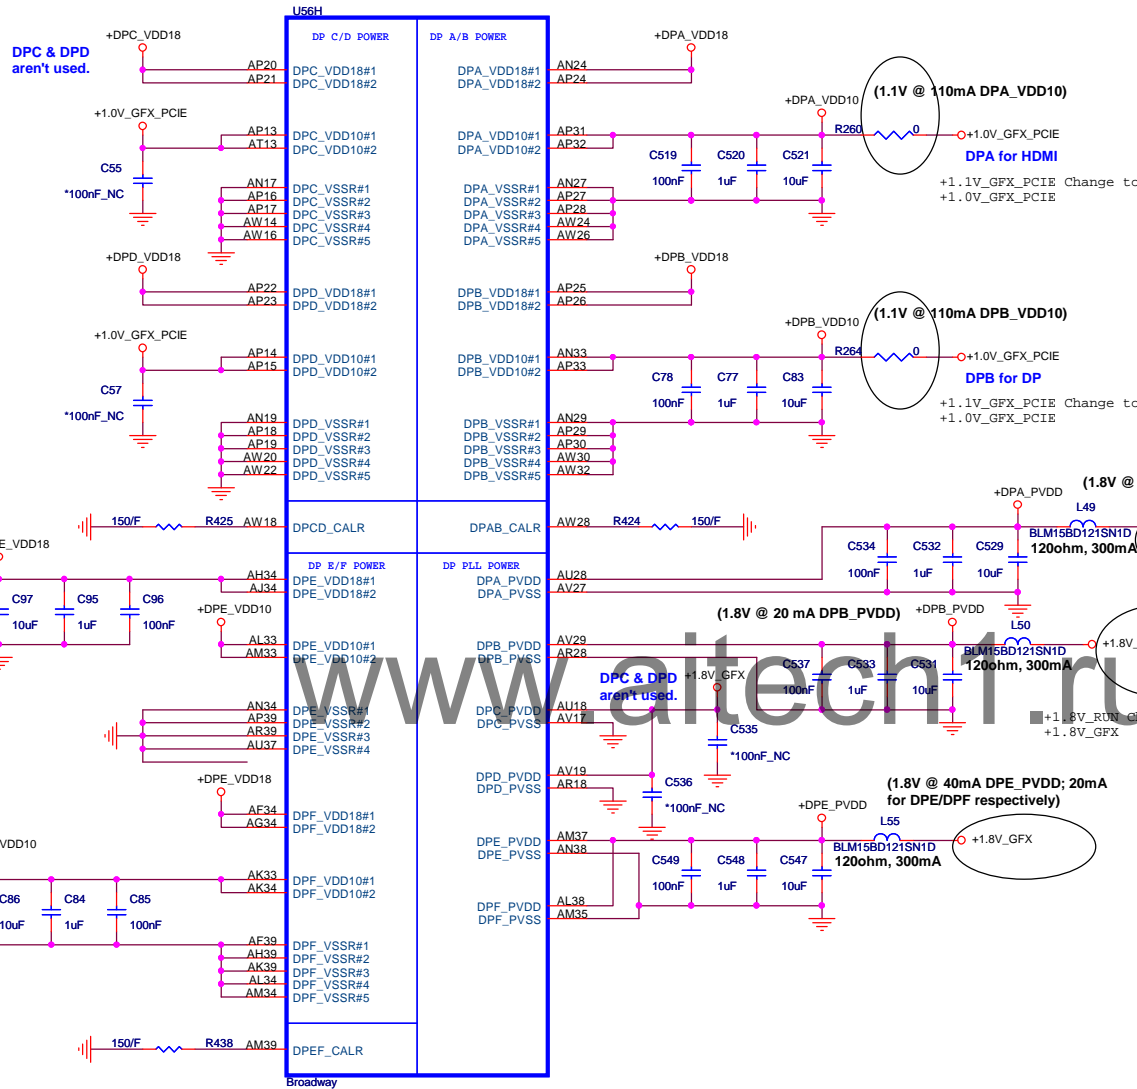 U56H
DP C/D POWER
DP A/B POWER
DPC & DPD
aren't used.
+DPC_VDD18
AP20 DPC_VDD18#1
AP21 DPC_VDD18#2
+1.0V_GFX_PCIE
AP13 DPC_VDD10#1
AT13 DPC_VDD10#2
C55
*100nF_NC
AN17 DPC_VSSR#1
AP16 DPC_VSSR#2
AP17 DPC_VSSR#3
AW14 DPC_VSSR#4
AW16 DPC_VSSR#5
+DPD_VDD18
AP22 DPD_VDD18#1
AP23 DPD_VDD18#2
+1.0V_GFX_PCIE
AP14 DPD_VDD10#1
AP15 DPD_VDD10#2
C57
*100nF_NC
AN19 DPD_VSSR#1
AP18 DPD_VSSR#2
AP19 DPD_VSSR#3
AW20 DPD_VSSR#4
AW22 DPD_VSSR#5
150/F R425 AW18 DPCD_CALR
+DPA_VDD18
DPA_VDD18#1 AN24
DPA_VDD18#2 AP24
(1.1V @ 110mA DPA_VDD10)
+DPA_VDD10
DPA_VDD10#1 AP31
DPA_VDD10#2 AP32
R260 0
+1.0V_GFX_PCIE
DPA for HDMI
+1.1V_GFX_PCIE Change to
+1.0V_GFX_PCIE
C519 C520 C521
100nF 1uF 10uF
DPA_VSSR#1 AN27
DPA_VSSR#2 AP27
DPA_VSSR#3 AP28
DPA_VSSR#4 AW24
DPA_VSSR#5 AW26
+DPB_VDD18
DPB_VDD18#1 AP25
DPB_VDD18#2 AP26
(1.1V @ 110mA DPB_VDD10)
+DPB_VDD10
DPB_VDD10#1 AN33
DPB_VDD10#2 AP33
R264 0
+1.0V_GFX_PCIE
DPB for DP
+1.1V_GFX_PCIE Change to
+1.0V_GFX_PCIE
C78 C77 C83
100nF 1uF 10uF
DPB_VSSR#1 AN29
DPB_VSSR#2 AP29
DPB_VSSR#3 AP30
DPB_VSSR#4 AW30
DPB_VSSR#5 AW32
DPAB_CALR AW28 R424 150/F
DP E/F POWER
DP PLL POWER
E_VDD18
C97 C95 C96
10uF 1uF 100nF
AH34 DPE_VDD18#1
AJ34 DPE_VDD18#2
+DPE_VDD10
AL33 DPE_VDD10#1
AM33 DPE_VDD10#2
AN34 DPE_VSSR#1
AP39 DPE_VSSR#2
AR39 DPE_VSSR#3
AU37 DPE_VSSR#4
+DPE_VDD18
AF34 DPF_VDD18#1
AG34 DPF_VDD18#2
VDD10
AK33 DPF_VDD10#1
AK34 DPF_VDD10#2
C86 C84 C85
10uF 1uF 100nF
AF39 DPF_VSSR#1
AH39 DPF_VSSR#2
AK39 DPF_VSSR#3
AL34 DPF_VSSR#4
AM34 DPF_VSSR#5
150/F R438 AM39 DPEF_CALR
(1.8V @
+DPA_PVDD
L49
BLM15BD121SN1D
120ohm, 300mA
DPA_PVDD AU28
DPA_PVSS AV27
C534 C532 C529
100nF 1uF 10uF
(1.8V @ 20 mA DPB_PVDD)
+DPB_PVDD
L50
BLM15BD121SN1D
120ohm, 300mA
+1.8V_
DPB_PVDD AV29
DPB_PVSS AR28
C537 C533 C531
100nF 1uF 10uF
+1.8V_RUN C
+1.8V_GFX
DPC & DPD
aren't used.
+1.8V_GFX
DPC_PVDD AU18
DPC_PVSS AV17
C535
*100nF_NC
DPD_PVDD AV19
DPD_PVSS AR18
C536
*100nF_NC
(1.8V @ 40mA DPE_PVDD; 20mA
for DPE/DPF respectively)
+DPE_PVDD
L55
+1.8V_GFX
BLM15BD121SN1D
120ohm, 300mA
DPE_PVDD AM37
DPE_PVSS AN38
C549 C548 C547
100nF 1uF 10uF
DPF_PVDD AL38
DPF_PVSS AM35
Broadway
www.aitech1.ru